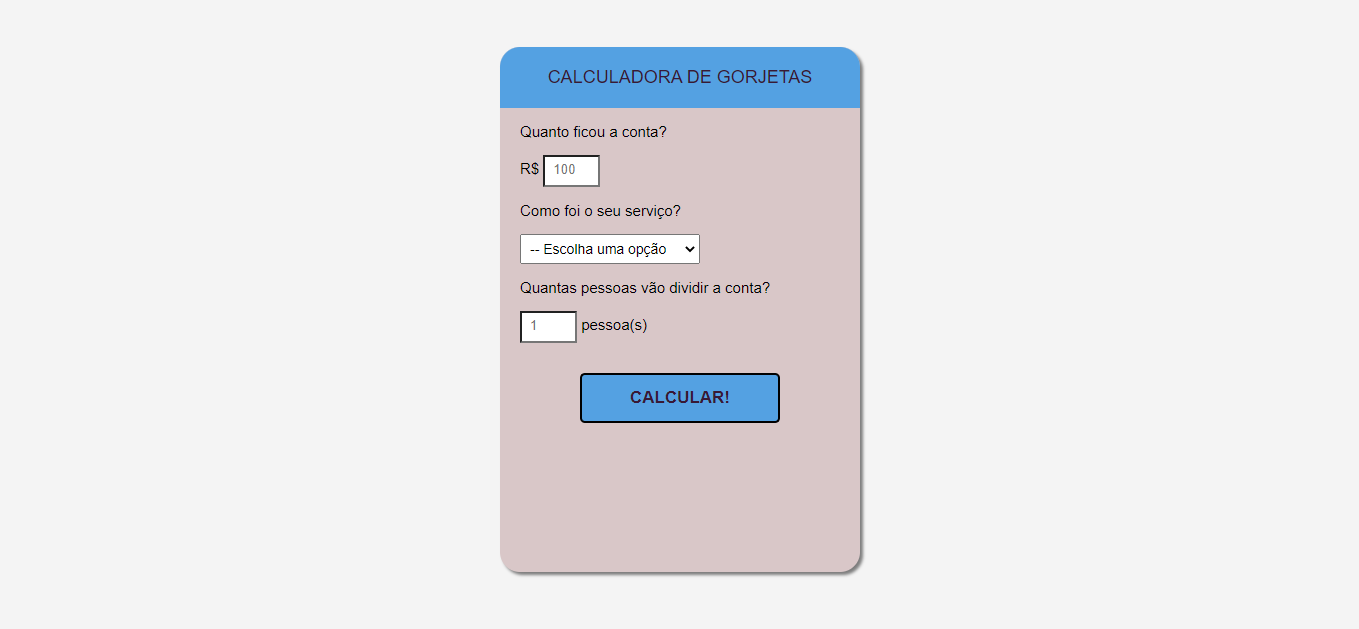 CALCULADORA DE GORJETAS
Quanto ficou a conta?
R$ 100
Como foi o seu serviço?
-- Escolha uma opção
Quantas pessoas vão dividir a conta?
1 pessoa(s)
CALCULAR!